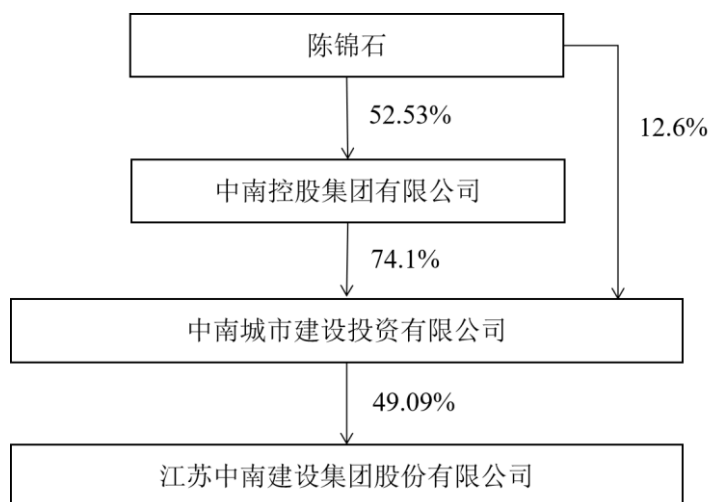 陈锦石
52.53%
12.6%
中南控股集团有限公司
74.1%
中南城市建设投资有限公司
49.09%
江苏中南建设集团股份有限公司